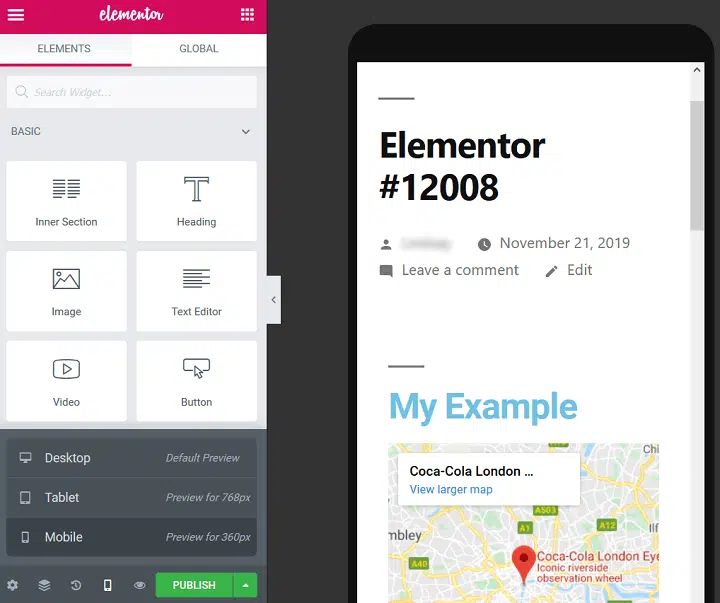 elementor
ELEMENTS
GLOBAL
Search Widget...
BASIC
Inner Section
Heading
Image
Text Editor
Video
Button
Desktop
Default Preview
Tablet
Preview for 768px
Mobile
Preview for 360px
PUBLISH
Elementor
#12008
November 21, 2019
Leave a comment
Edit
My Example
Coca-Cola London ...
View larger map
A503
A1
A12
A40
Coca-Cola London Eye
Iconic riverside
observation wheel